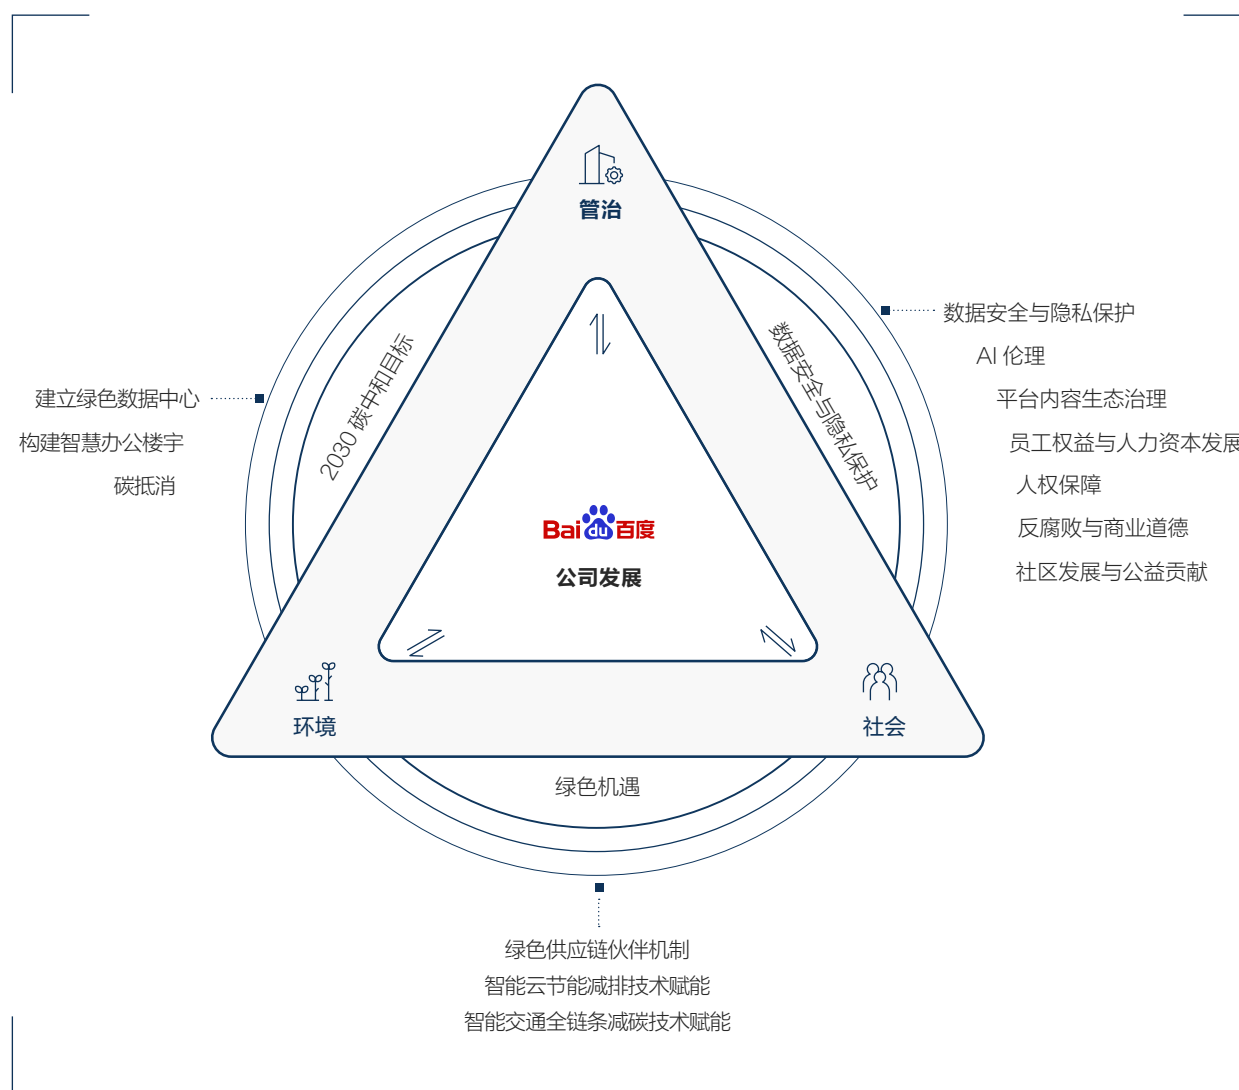 管治
2030 碳中和目标
数据安全与隐私保护
建立绿色数据中心
构建智慧办公楼宇
碳抵消
数据安全与隐私保护
AI 伦理
平台内容生态治理
员工权益与人力资本发展
人权保障
反腐败与商业道德
社区发展与公益贡献
Baidu百度
公司发展
环境
社会
绿色机遇
绿色供应链伙伴机制
智能云节能减排技术赋能
智能交通全链条减碳技术赋能